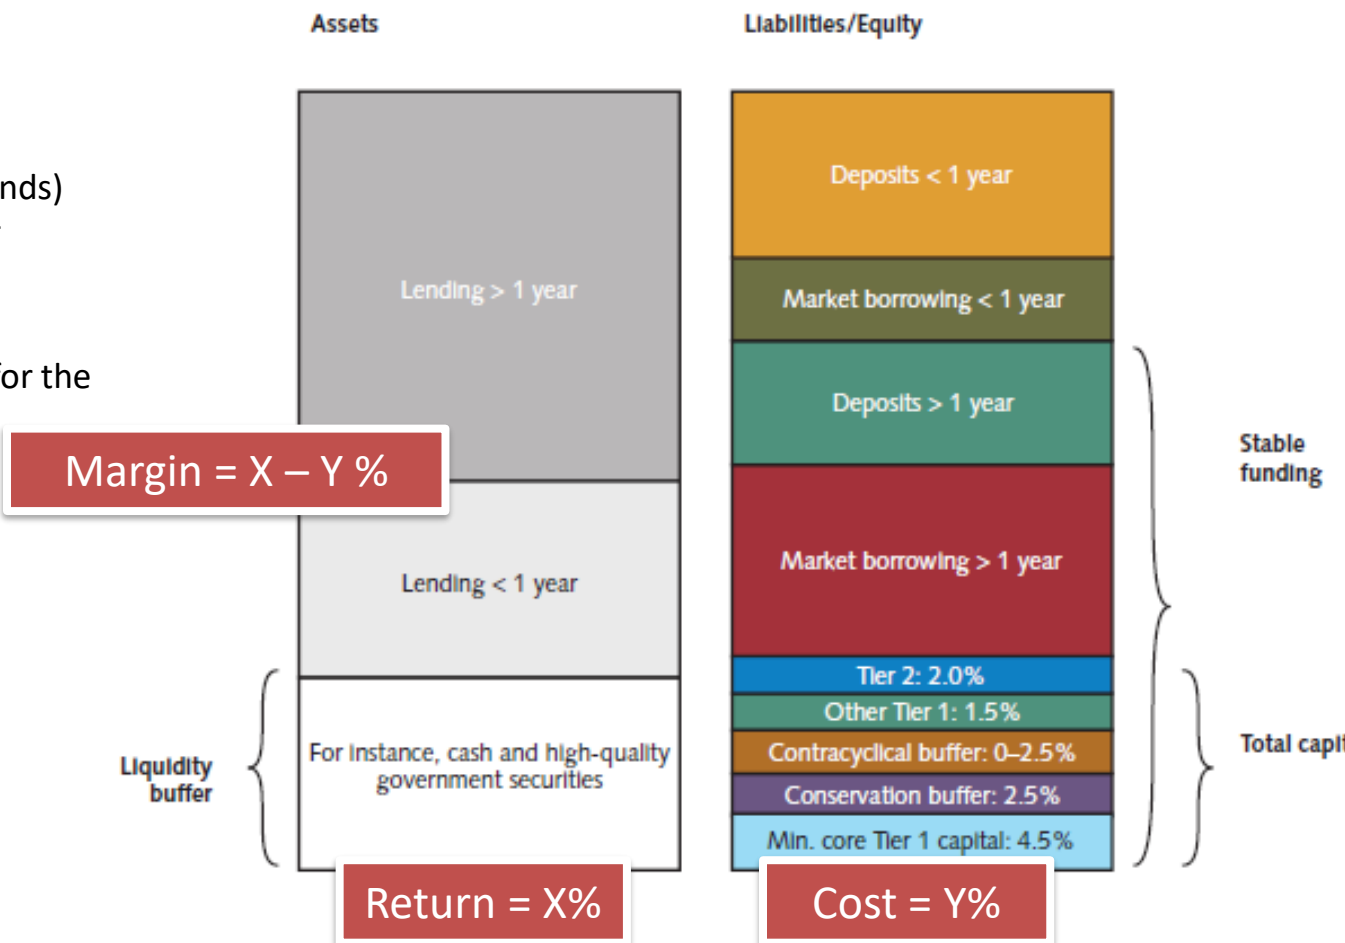 Assets
Liabilities/Equity
nds)
for the
Margin = X – Y %
Lending > 1 year
Lending < 1 year
Liquidity
buffer
For instance, cash and high-quality
government securities
Return = X%
Deposits < 1 year
Market borrowing < 1 year
Deposits > 1 year
Market borrowing > 1 year
Tier 2: 2.0%
Other Tier 1: 1.5%
Contracyclical buffer: 0–2.5%
Conservation buffer: 2.5%
Min. core Tier 1 capital: 4.5%
Cost = Y%
Stable
funding
Total capit